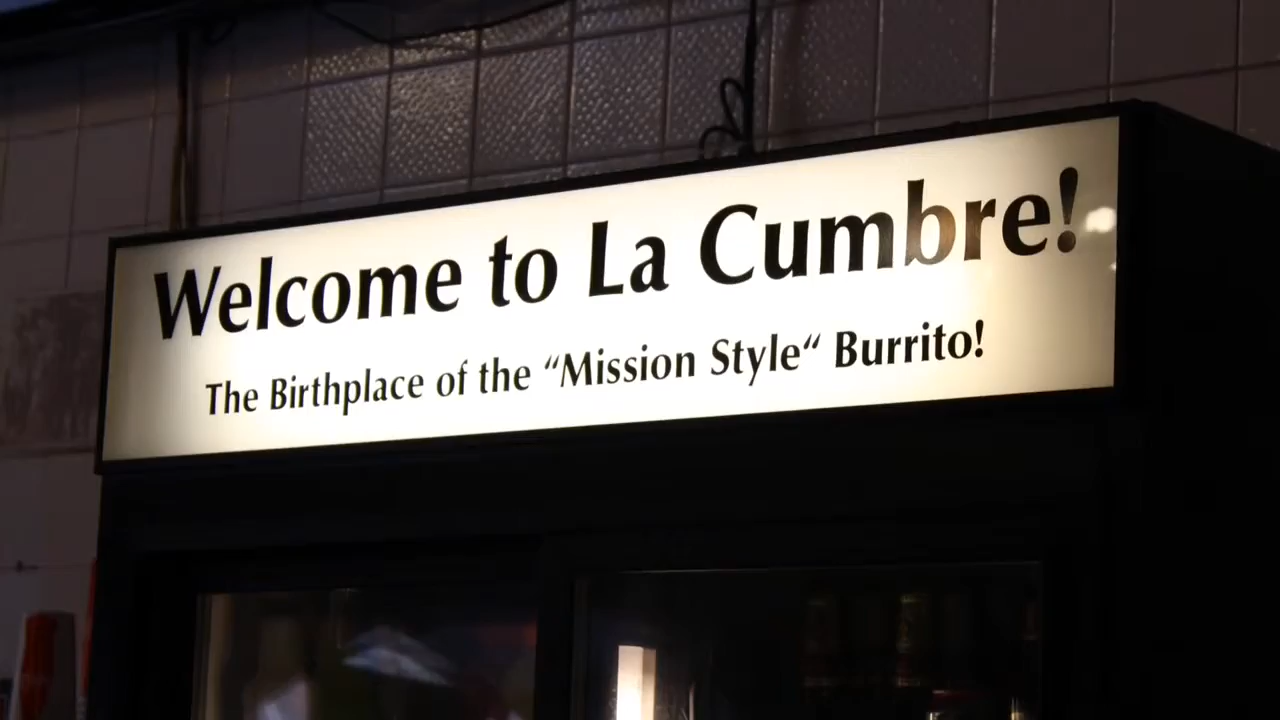 Welcome to La Cumbre!
The Birthplace of the “Mission Style“ Burrito!